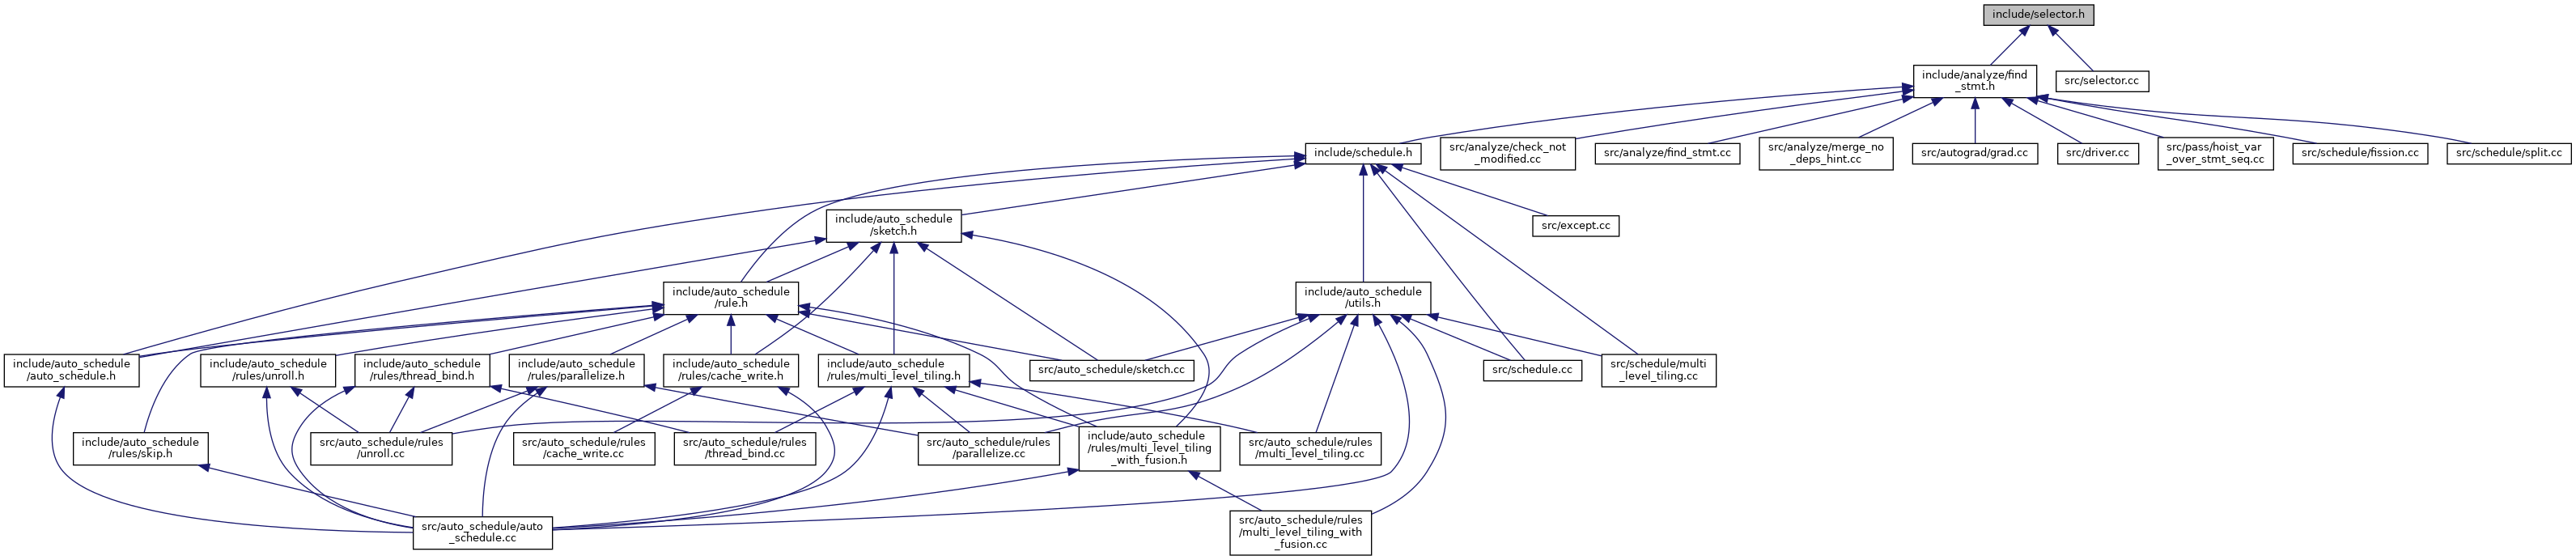 include/selector.h
include/analyze/find
_stmt.h
src/selector.cc
include/schedule.h
src/analyze/check_not
_modified.cc
src/analyze/find_stmt.cc
src/analyze/merge_no
_deps_hint.cc
src/autograd/grad.cc
src/driver.cc
src/pass/hoist_var
_over_stmt_seq.cc
src/schedule/fission.cc
src/schedule/split.cc
include/auto_schedule
/sketch.h
src/except.cc
include/auto_schedule
/rule.h
include/auto_schedule
/utils.h
include/auto_schedule
/auto_schedule.h
include/auto_schedule
/rules/unroll.h
include/auto_schedule
/rules/thread_bind.h
include/auto_schedule
/rules/parallelize.h
include/auto_schedule
/rules/cache_write.h
include/auto_schedule
/rules/multi_level_tiling.h
src/auto_schedule/sketch.cc
src/schedule.cc
src/schedule/multi
_level_tiling.cc
include/auto_schedule
/rules/skip.h
src/auto_schedule/rules
/unroll.cc
src/auto_schedule/rules
/cache_write.cc
src/auto_schedule/rules
/thread_bind.cc
src/auto_schedule/rules
/parallelize.cc
include/auto_schedule
/rules/multi_level_tiling
_with_fusion.h
src/auto_schedule/rules
/multi_level_tiling.cc
src/auto_schedule/auto
_schedule.cc
src/auto_schedule/rules
/multi_level_tiling_with
_fusion.cc